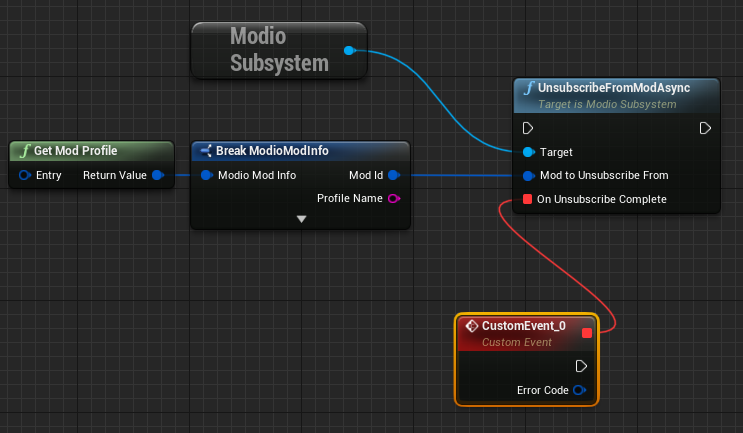 Modio
Subsystem
f UnsubscribeFromModAsync
Target is Modio Subsystem
Target
Mod to Unsubscribe From
On Unsubscribe Complete
f Get Mod Profile
Entry Return Value
Break ModioModInfo
Modio Mod Info Mod Id
Profile Name
CustomEvent_0
Custom Event
Error Code